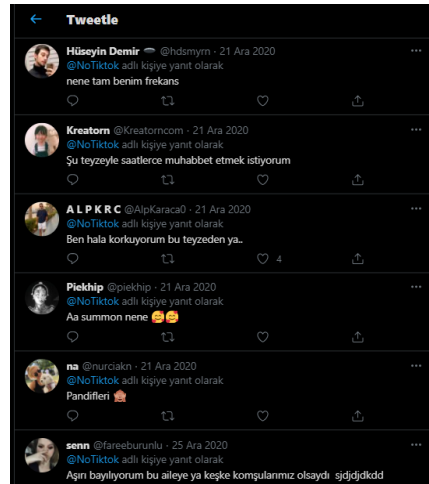 Tweetle
Hüseyin Demir @hdsmyrn · 21 Ara 2020
@NoTiktok adlı kişiye yanıt olarak
nene tam benim frekans
Kreatorn @Kreatorncom · 21 Ara 2020
@NoTiktok adlı kişiye yanıt olarak
Şu teyzeyle saatlerce muhabbet etmek istiyorum
A L P K R C @AlpKaraca0 · 21 Ara 2020
@NoTiktok adlı kişiye yanıt olarak
Ben hala korkuyorum bu teyzeden ya..
4
Piekhip @piekhip · 21 Ara 2020
@NoTiktok adlı kişiye yanıt olarak
Aa summon nene 🥰🥰
na @nurciakn · 21 Ara 2020
@NoTiktok adlı kişiye yanıt olarak
Pandifleri 🙈
senn @fareeburunlu · 25 Ara 2020
@NoTiktok adlı kişiye yanıt olarak
Aşırı bayılıyorum bu aileye ya keşke komşularımız olsaydı sjdjdjdkdd